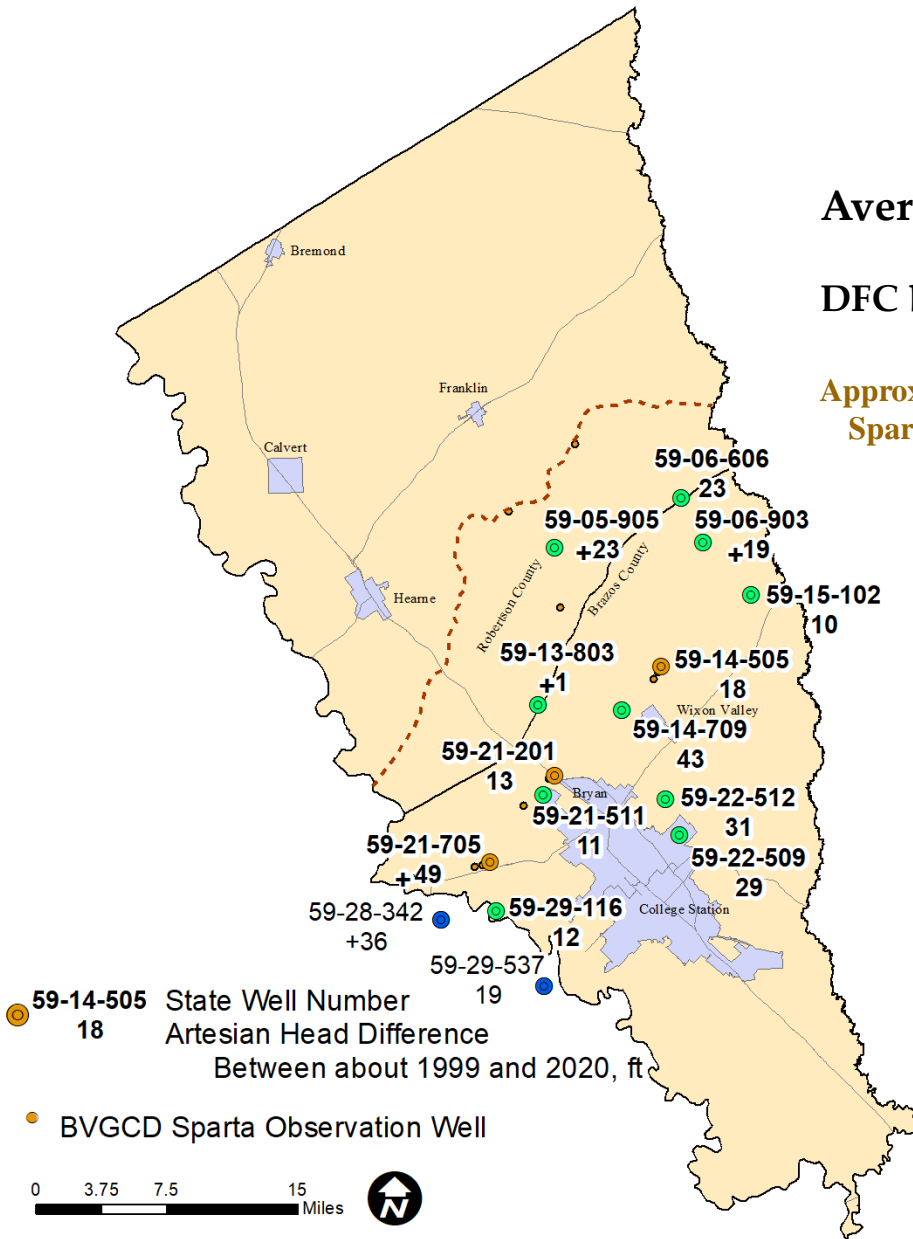 Aver
DFC
Approx
Spar
Bremond
Franklin
Calvert
Hearne
Robertson County
Brazos County
59-06-606
23
59-05-905
+23
59-06-903
+19
59-15-102
10
59-13-803
+1
59-14-505
18
Wixon Valley
59-14-709
43
59-21-201
13
Bryan
59-21-511
11
59-22-512
31
59-21-705
+49
59-22-509
29
59-28-342
+36
59-29-116
12
College Station
59-29-537
19
59-14-505
18
State Well Number
Artesian Head Difference
Between about 1999 and 2020, ft
BVGCD Sparta Observation Well
0 3.75 7.5 15
Miles
N